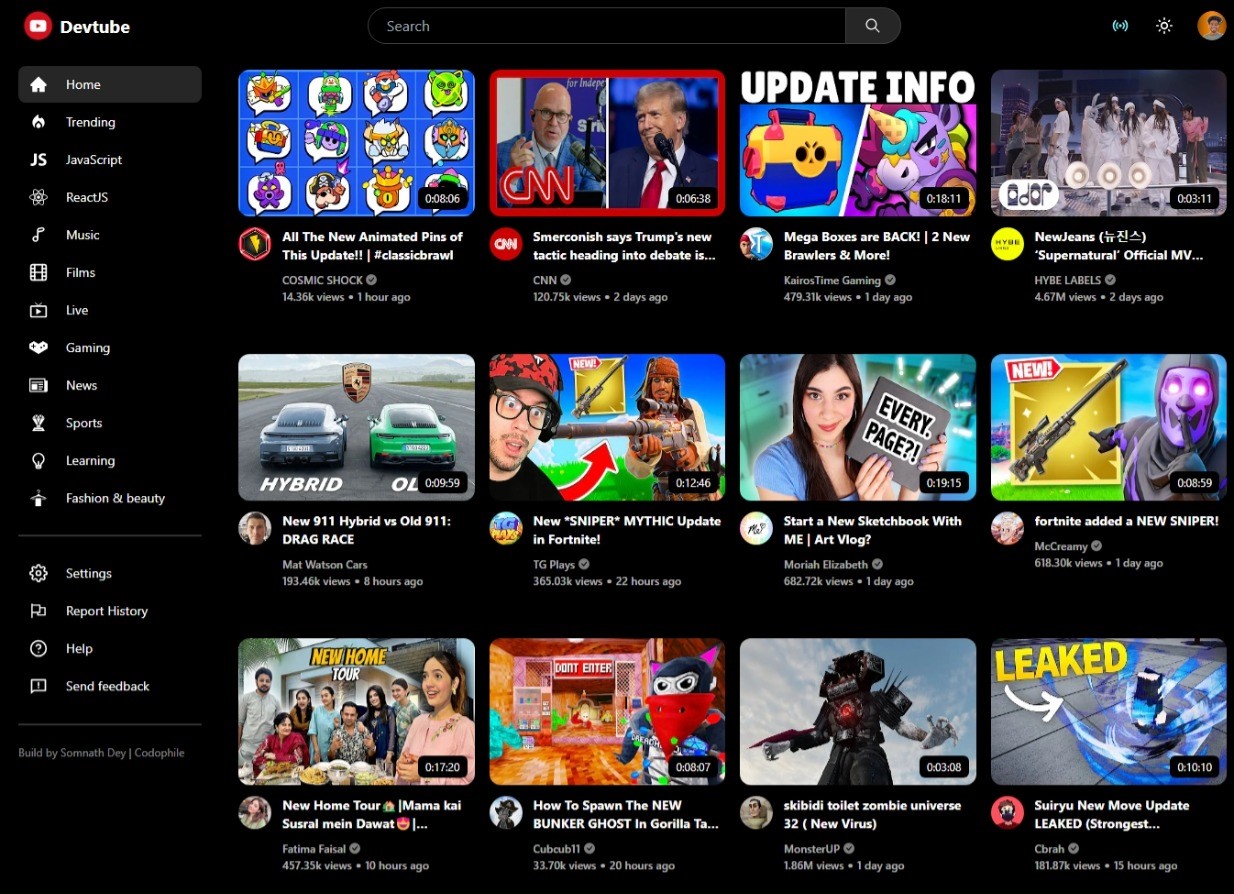 Devtube
Search
Home
Trending
JS JavaScript
ReactJS
Music
Films
Live
Gaming
News
Sports
Learning
Fashion & beauty
Settings
Report History
Help
Send feedback
Build by Somnath Dey | Codophile
0:08:06
All The New Animated Pins of
This Update!! | #classicbrawl
COSMIC SHOCK
14.36k views • 1 hour ago
for Indepe
CNN
0:06:38
CNN
Smerconish says Trump's new
tactic heading into debate is...
CNN
120.75k views • 2 days ago
UPDATE INFO
0:18:11
Mega Boxes are BACK! | 2 New
Brawlers & More!
KairosTime Gaming
479.31k views • 1 day ago
0:03:11
HYBE
NewJeans (뉴진스)
‘Supernatural’ Official MV...
HYBE LABELS
4.67M views • 2 days ago
HYBRID
OL
0:09:59
New 911 Hybrid vs Old 911:
DRAG RACE
Mat Watson Cars
193.46k views • 8 hours ago
NEW!
0:12:46
New *SNIPER* MYTHIC Update
in Fortnite!
TG Plays
365.03k views • 22 hours ago
EVERY.
PAGE?!
0:19:15
Start a New Sketchbook With
ME | Art Vlog?
Moriah Elizabeth
682.72k views • 1 day ago
NEW!
0:08:59
fortnite added a NEW SNIPER!
McCreamy
618.30k views • 1 day ago
NEW HOME
TOUR
0:17:20
New Home Tour🏠|Mama kai
Susral mein Dawat😍|...
Fatima Faisal
457.35k views • 10 hours ago
DONT ENTER
0:08:07
How To Spawn The NEW
BUNKER GHOST In Gorilla Ta...
Cubcub11
33.70k views • 20 hours ago
0:03:08
skibidi toilet zombie universe
32 ( New Virus)
MonsterUP
1.86M views • 1 day ago
LEAKED
0:10:10
Suiryu New Move Update
LEAKED (Strongest...
Cbrah
181.87k views • 15 hours ago